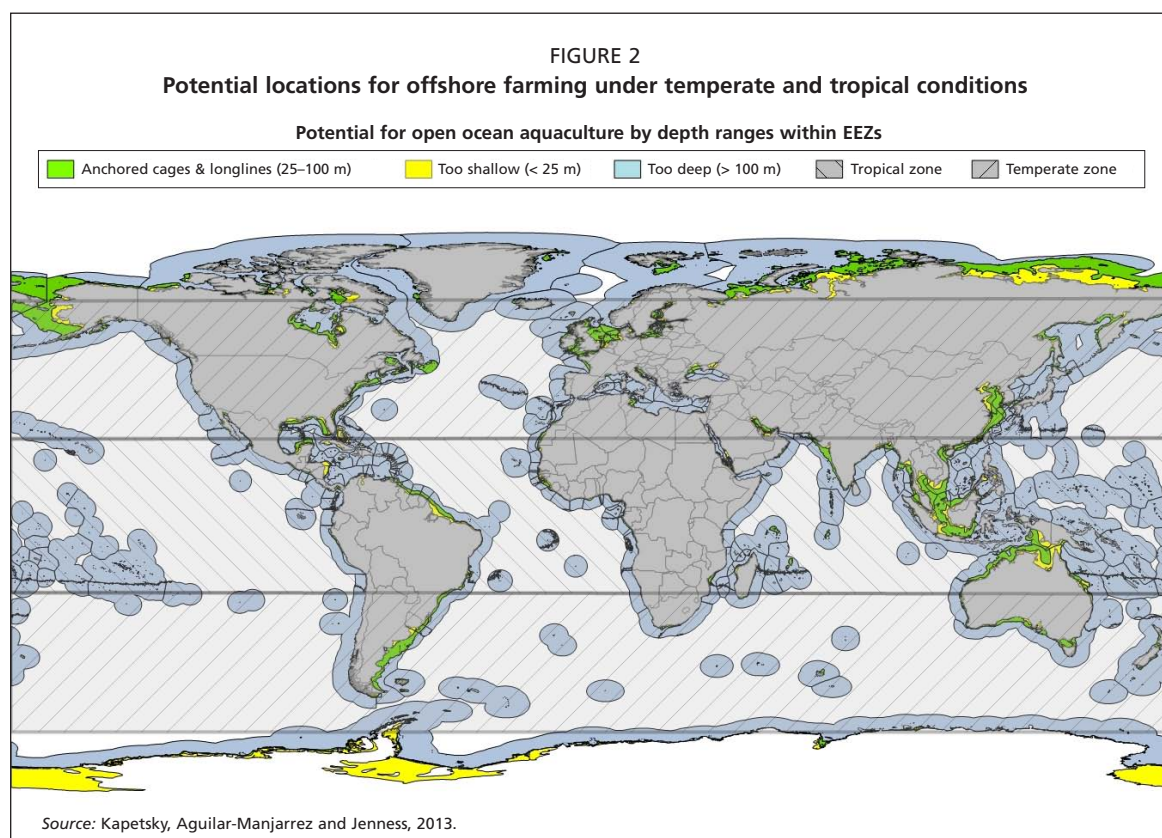 FIGURE 2
Potential locations for offshore farming under temperate and tropical conditions
Potential for open ocean aquaculture by depth ranges within EEZs
Anchored cages & longlines (25–100 m) Too shallow (< 25 m) Too deep (> 100 m) Tropical zone Temperate zone
Source: Kapetsky, Aguilar-Manjarrez and Jenness, 2013.